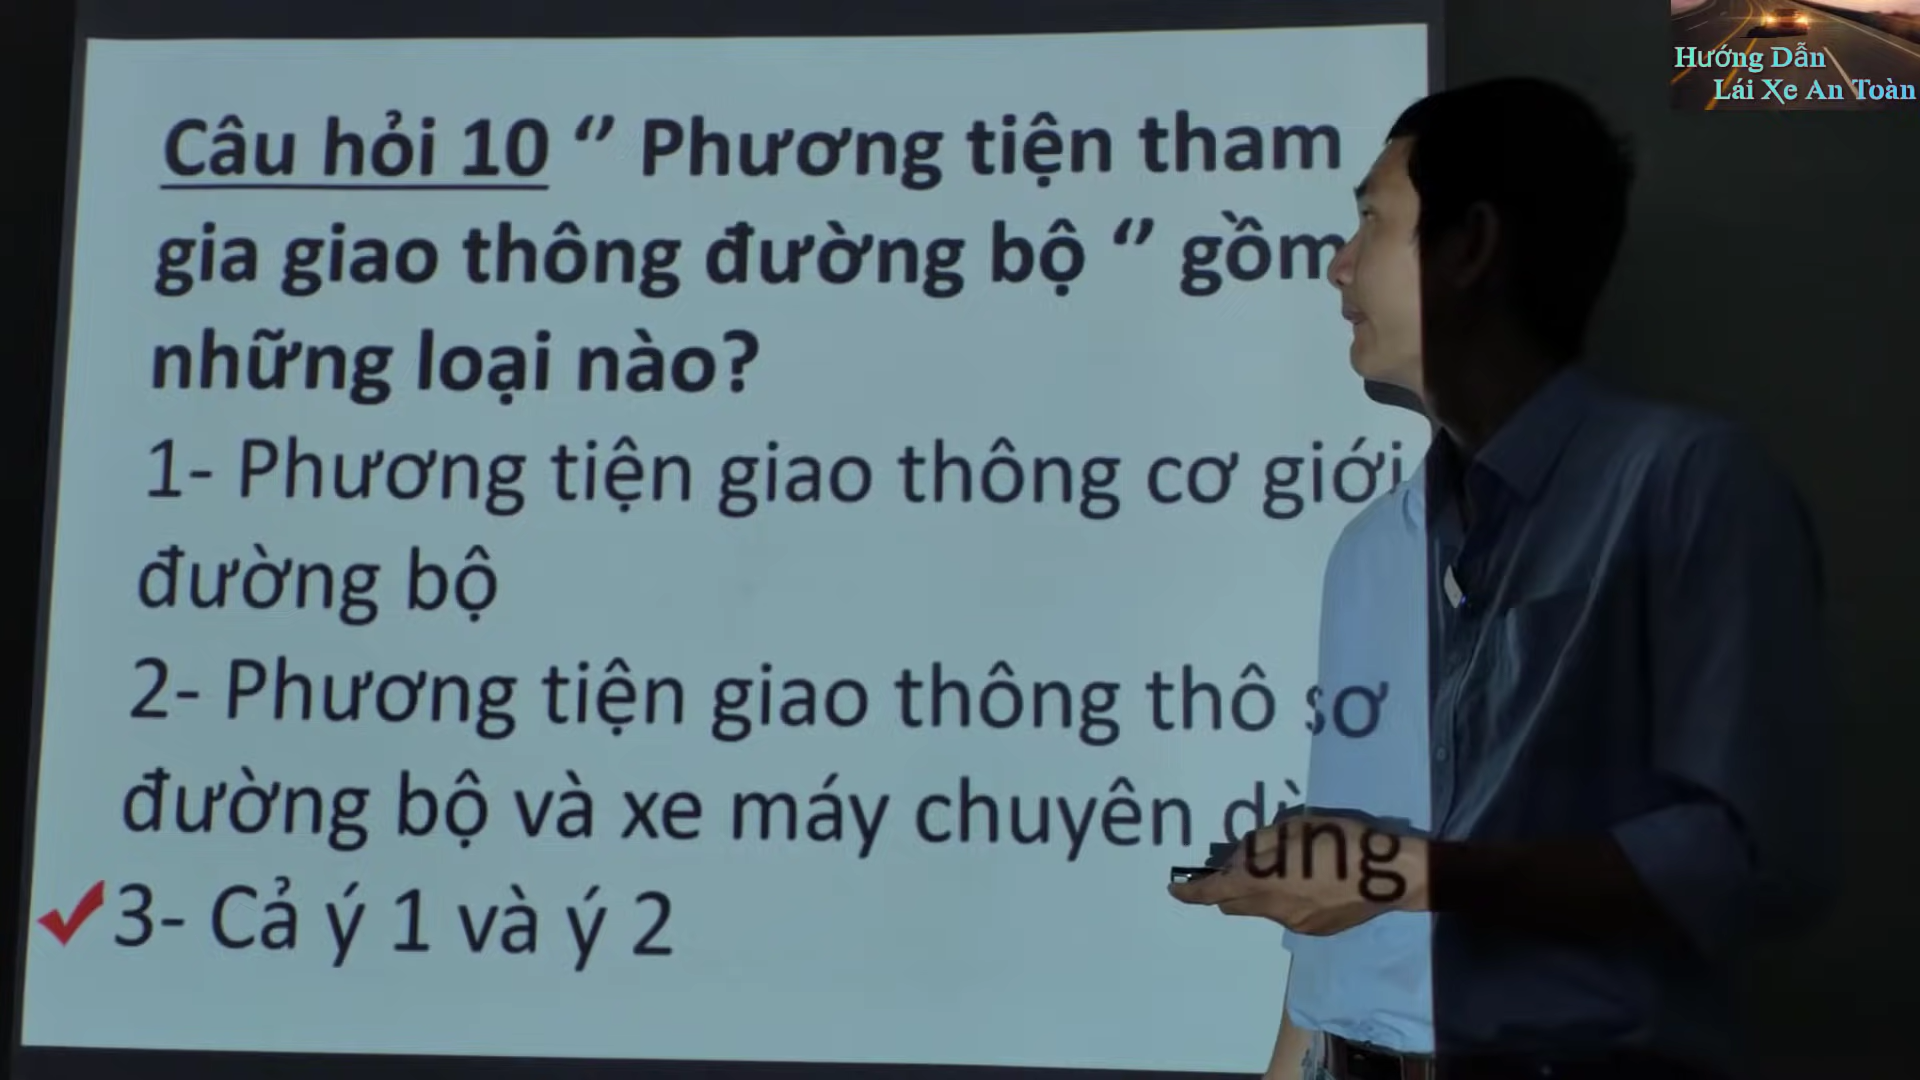 Hướng Dẫn
Lái Xe An Toàn
Câu hỏi 10 “ Phương tiện tham
gia giao thông đường bộ “ gồm
những loại nào?
1- Phương tiện giao thông cơ giới
đường bộ
2- Phương tiện giao thông thô sơ
đường bộ và xe máy chuyên dùng
3- Cả ý 1 và ý 2